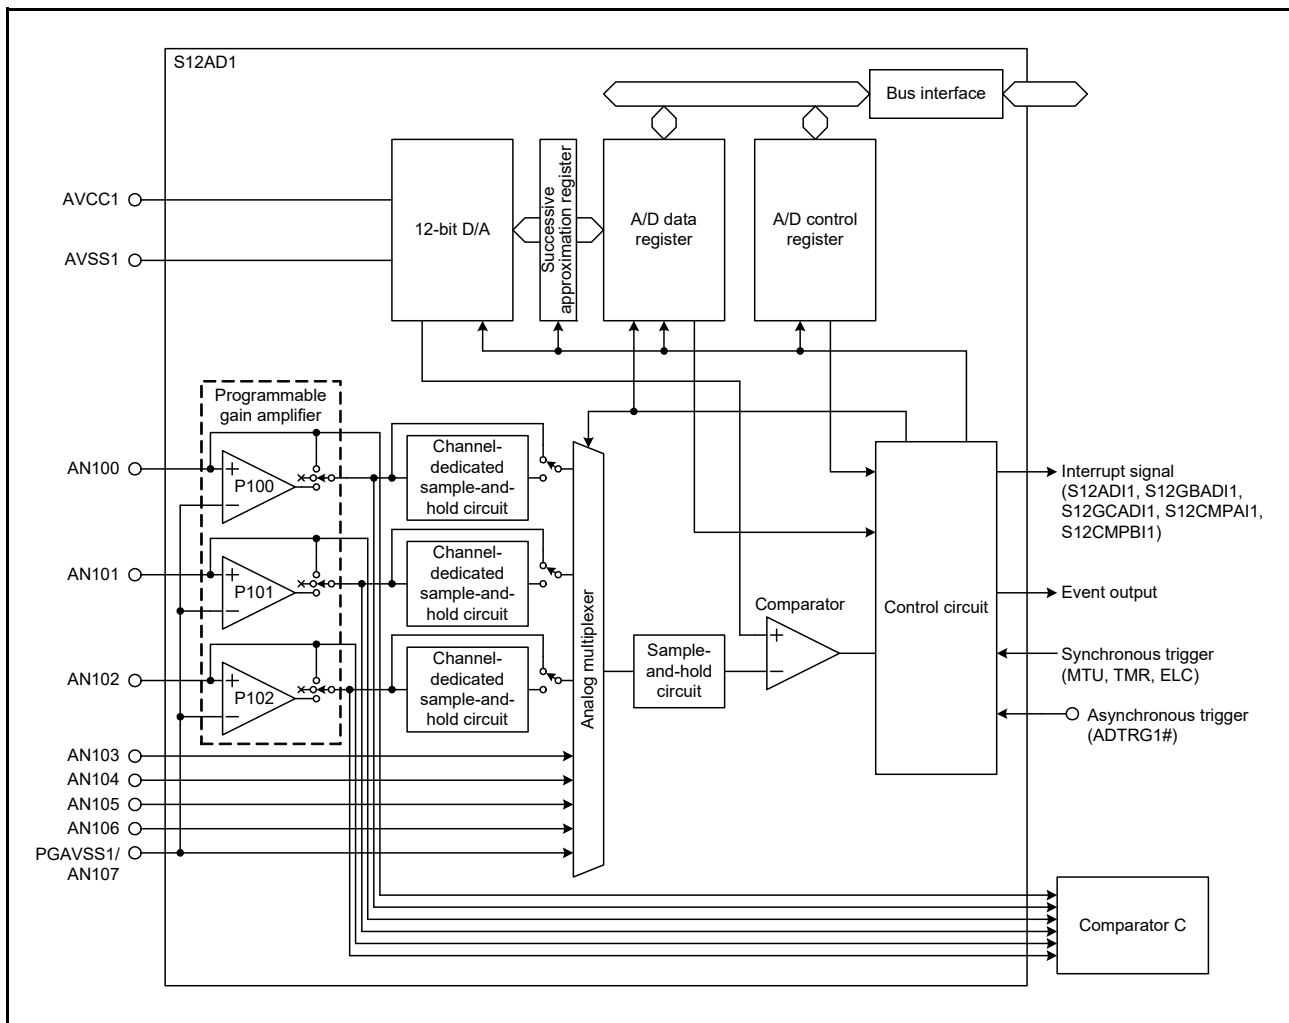 S12AD1
Bus interface
AVCC1
AVSS1
12-bit D/A
Successive
approximation register
A/D data
register
A/D control
register
Programmable
gain amplifier
AN100
+
P100
−
Channel-
dedicated
sample-and-
hold circuit
AN101
+
P101
−
Channel-
dedicated
sample-and-
hold circuit
AN102
+
P102
−
Channel-
dedicated
sample-and-
hold circuit
AN103
AN104
AN105
AN106
PGAVSS1/
AN107
Analog multiplexer
Sample-
and-hold
circuit
Comparator
+
−
Control circuit
Interrupt signal
(S12ADI1, S12GBADI1,
S12GCADI1, S12CMPAI1,
S12CMPBI1)
Event output
Synchronous trigger
(MTU, TMR, ELC)
Asynchronous trigger
(ADTRG1#)
Comparator C